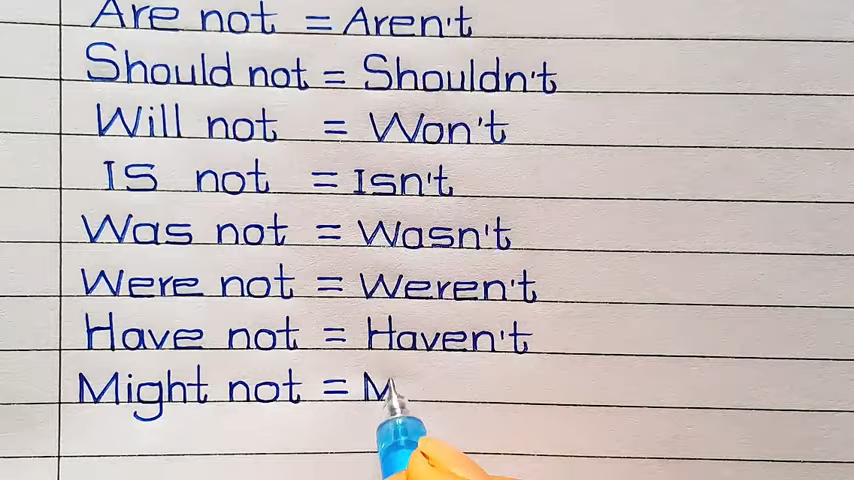 Are not = Aren't
Should not = Shouldn't
Will not = Won't
IS not = Isn't
Was not = Wasn't
Were not = Weren't
Have not = Haven't
Might not = M